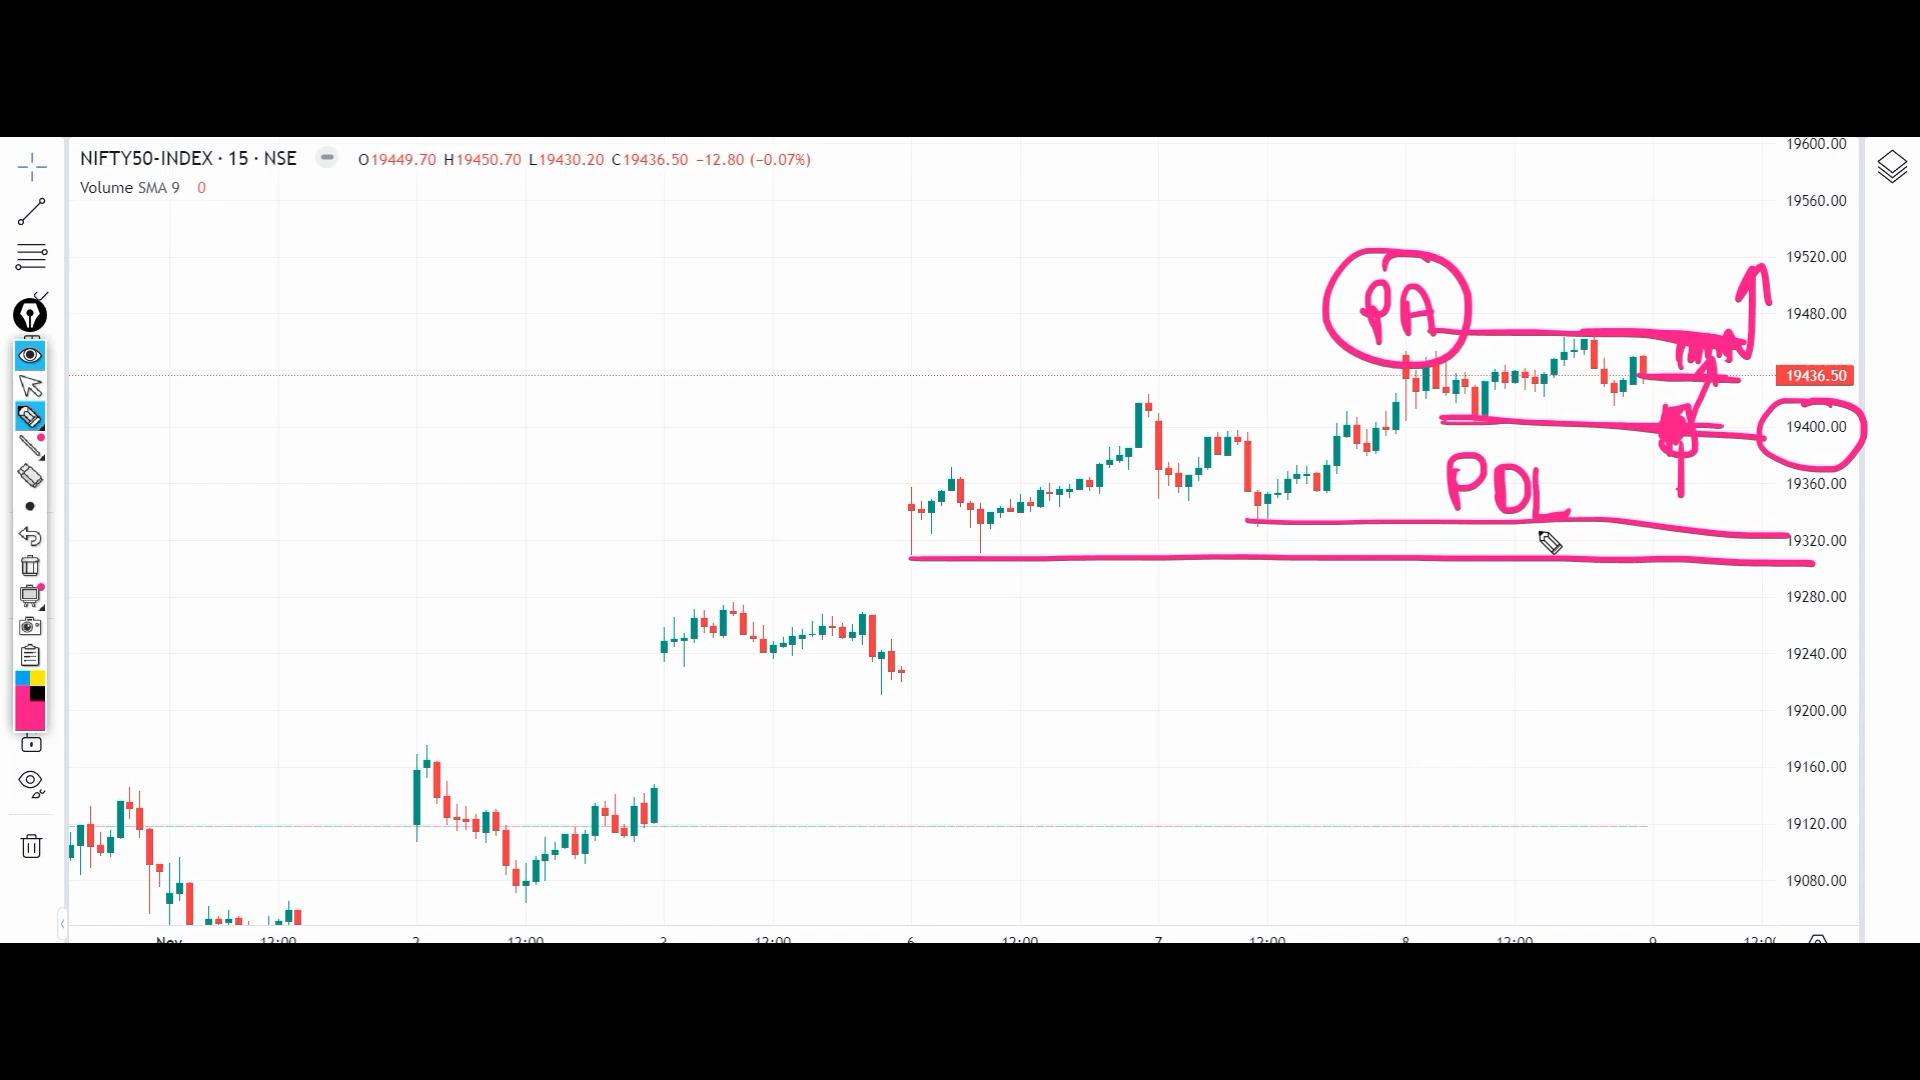 NIFTY50-INDEX · 15 · NSE O19449.70 H19450.70 L19430.20 C19436.50 −12.80 (−0.07%)
Volume SMA 9 0
19600.00
19560.00
19520.00
19480.00
PA
19436.50
19400.00
19360.00
PDL
19320.00
19280.00
19240.00
19200.00
19160.00
19120.00
19080.00
Nov 12:00 2 12:00 3 12:00 6 12:00 7 12:00 8 12:00 9 12:00